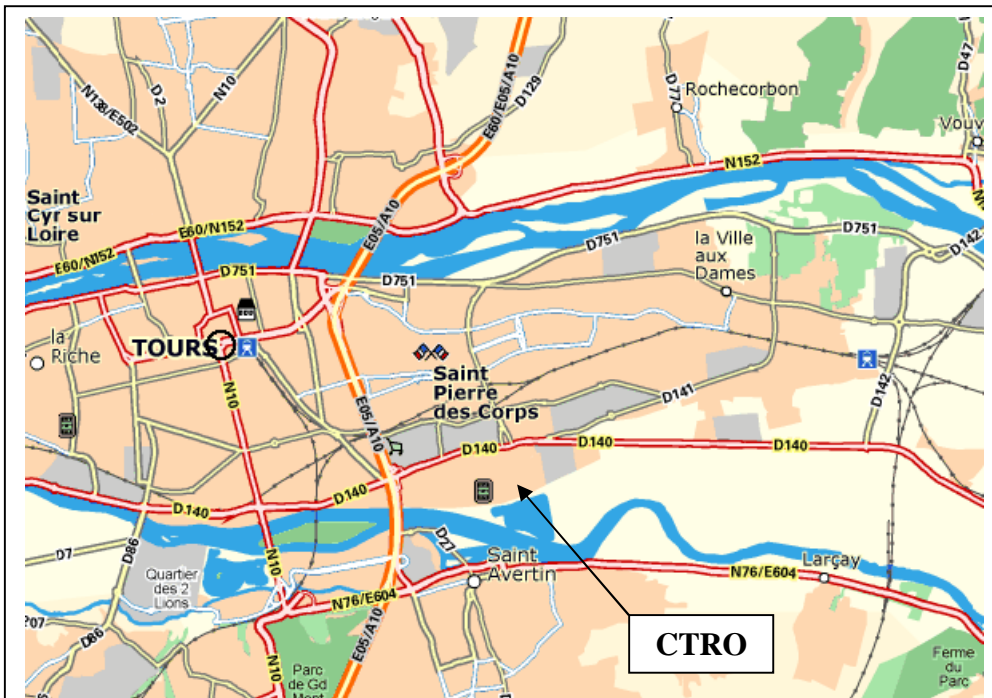 N138/E502
D2
N10
E60/E05/A10
D129
D77
Rochecorbon
D47
Vouv
N152
Saint
Cyr sur
Loire
E60/N152
E60/N152
E05/A10
D751
la Ville
aux
Dames
D751
D142
D751
D751
la
Riche
TOURS
Saint
Pierre
des Corps
N10
E05/A10
D141
D142
D140
D140
D140
D140
D140
D7
D86
Quartier
des 2
Lions
N10
D27
Saint
Avertin
N76/E604
Larçay
N76/E604
D86
E05/A10
N10
Parc
de Gd
Mont
CTRO
Ferme
du
Parc